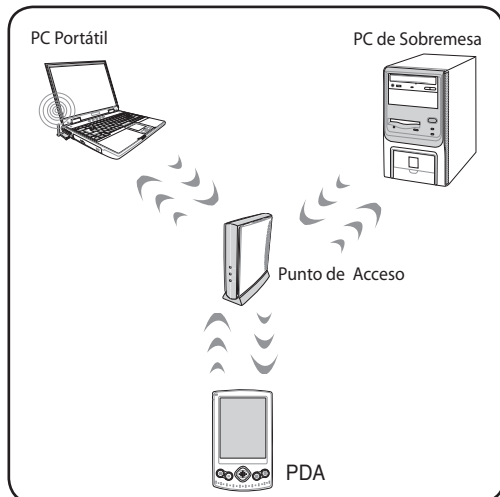 PC Portátil
PC de Sobremesa
Punto de Acceso
PDA